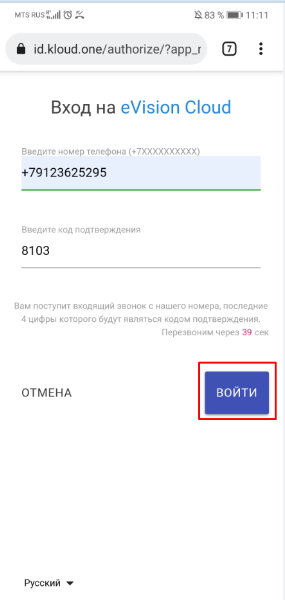 MTS RUS 83 % 11:11
id.kloud.one/authorize/?app_r 7
Вход на eVision Cloud
Введите номер телефона (+7XXXXXXXXXX)
+79123625295
Введите код подтверждения
8103
Вам поступит входящий звонок с нашего номера, последние
4 цифры которого будут являться кодом подтверждения.
Перезвоним через 39 сек
ОТМЕНА ВОЙТИ
Русский